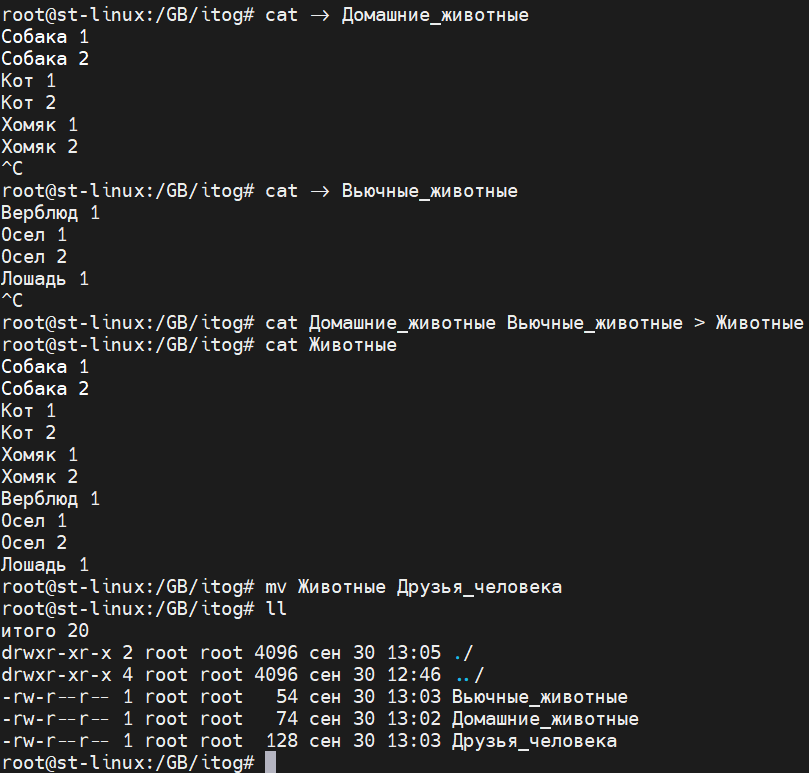 root@st-linux:/GB/itog# cat -> Домашние_животные
Собака 1
Собака 2
Кот 1
Кот 2
Хомяк 1
Хомяк 2
^C
root@st-linux:/GB/itog# cat -> Вьючные_животные
Верблюд 1
Осел 1
Осел 2
Лошадь 1
^C
root@st-linux:/GB/itog# cat Домашние_животные Вьючные_животные > Животные
root@st-linux:/GB/itog# cat Животные
Собака 1
Собака 2
Кот 1
Кот 2
Хомяк 1
Хомяк 2
Верблюд 1
Осел 1
Осел 2
Лошадь 1
root@st-linux:/GB/itog# mv Животные Друзья_человека
root@st-linux:/GB/itog# ll
итого 20
drwxr-xr-x 2 root root 4096 сен 30 13:05 ./
drwxr-xr-x 4 root root 4096 сен 30 12:46 ../
-rw-r--r-- 1 root root   54 сен 30 13:03 Вьючные_животные
-rw-r--r-- 1 root root   74 сен 30 13:02 Домашние_животные
-rw-r--r-- 1 root root  128 сен 30 13:03 Друзья_человека
root@st-linux:/GB/itog#